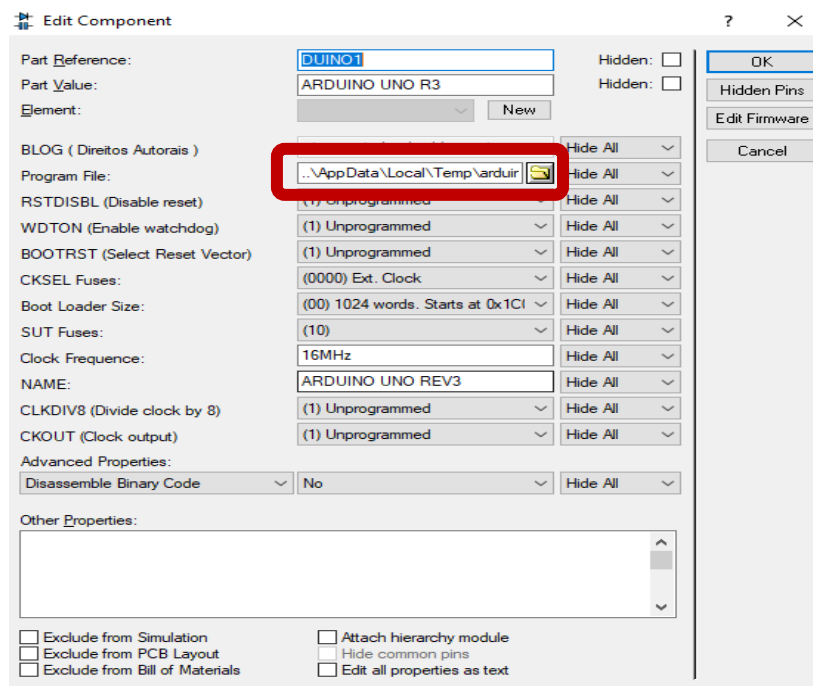 Edit Component ? ×
Part Reference: DUINO1 Hidden:
Part Value: ARDUINO UNO R3 Hidden:
Element: New
BLOG ( Direitos Autorais ) Hide All
Program File: ..\AppData\Local\Temp\arduir Hide All
RSTDISBL (Disable reset) (1) Unprogrammed Hide All
WDTON (Enable watchdog) (1) Unprogrammed Hide All
BOOTRST (Select Reset Vector) (1) Unprogrammed Hide All
CKSEL Fuses: (0000) Ext. Clock Hide All
Boot Loader Size: (00) 1024 words. Starts at 0x1C( Hide All
SUT Fuses: (10) Hide All
Clock Frequence: 16MHz Hide All
NAME: ARDUINO UNO REV3 Hide All
CLKDIV8 (Divide clock by 8) (1) Unprogrammed Hide All
CKOUT (Clock output) (1) Unprogrammed Hide All
Advanced Properties:
Disassemble Binary Code No Hide All
Other Properties:
Exclude from Simulation Attach hierarchy module
Exclude from PCB Layout Hide common pins
Exclude from Bill of Materials Edit all properties as text
OK
Hidden Pins
Edit Firmware
Cancel